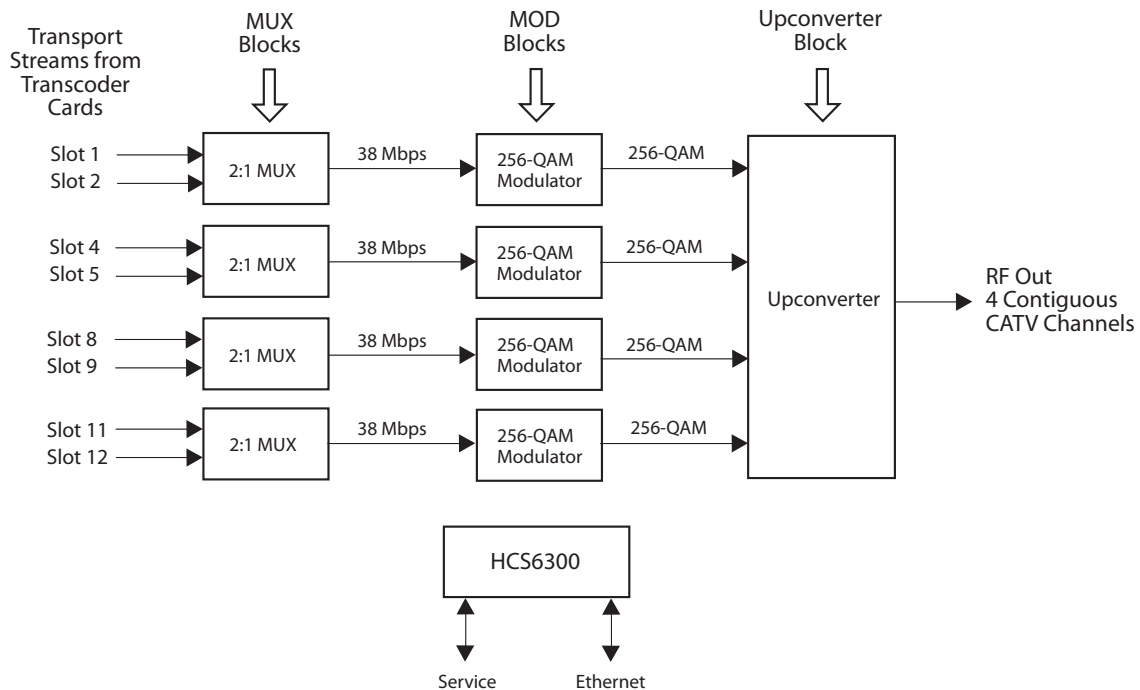 Transport
Streams from
Transcoder
Cards
MUX
Blocks
MOD
Blocks
Upconverter
Block
Slot 1
Slot 2
2:1 MUX
38 Mbps
256-QAM
Modulator
256-QAM
Slot 4
Slot 5
2:1 MUX
38 Mbps
256-QAM
Modulator
256-QAM
Slot 8
Slot 9
2:1 MUX
38 Mbps
256-QAM
Modulator
256-QAM
Slot 11
Slot 12
2:1 MUX
38 Mbps
256-QAM
Modulator
256-QAM
Upconverter
RF Out
4 Contiguous
CATV Channels
HCS6300
Service
Ethernet